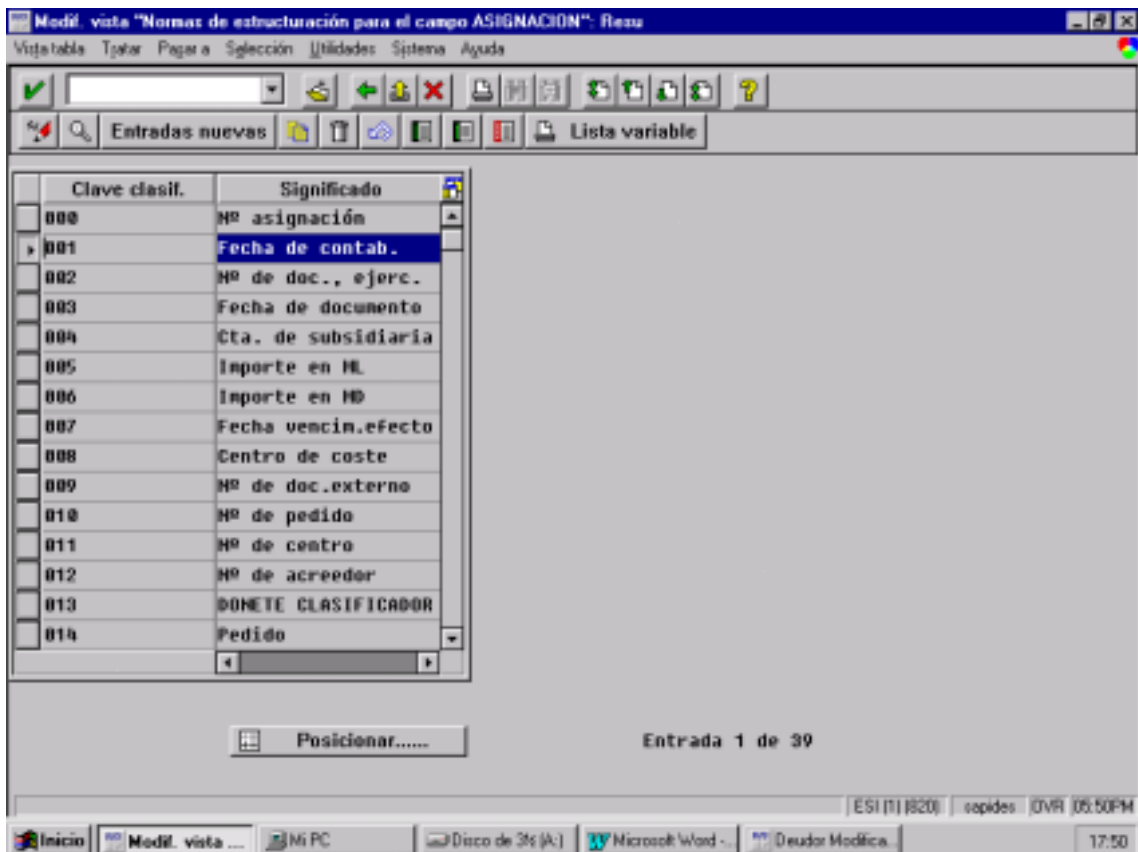 Modif. vista "Normas de estructuración para el campo ASIGNACION": Resu
Vista tabla Tratar Pasar a Selección Utilidades Sistema Ayuda
Entradas nuevas Lista variable
Clave clasif. Significado
000 Nº asignación
001 Fecha de contab.
002 Nº de doc., ejerc.
003 Fecha de documento
004 Cta. de subsidiaria
005 Importe en ML
006 Importe en MD
007 Fecha vencim.efecto
008 Centro de coste
009 Nº de doc.externo
010 Nº de pedido
011 Nº de centro
012 Nº de acreedor
013 DONETE CLASIFICADOR
014 Pedido
Posicionar...... Entrada 1 de 39
ESI (1) (820) sapides OVR 05:50PM
Inicio Modif. vista ... Mi PC Disco de 3½ (A:) Microsoft Word -... Deudor Modifica... 17:50